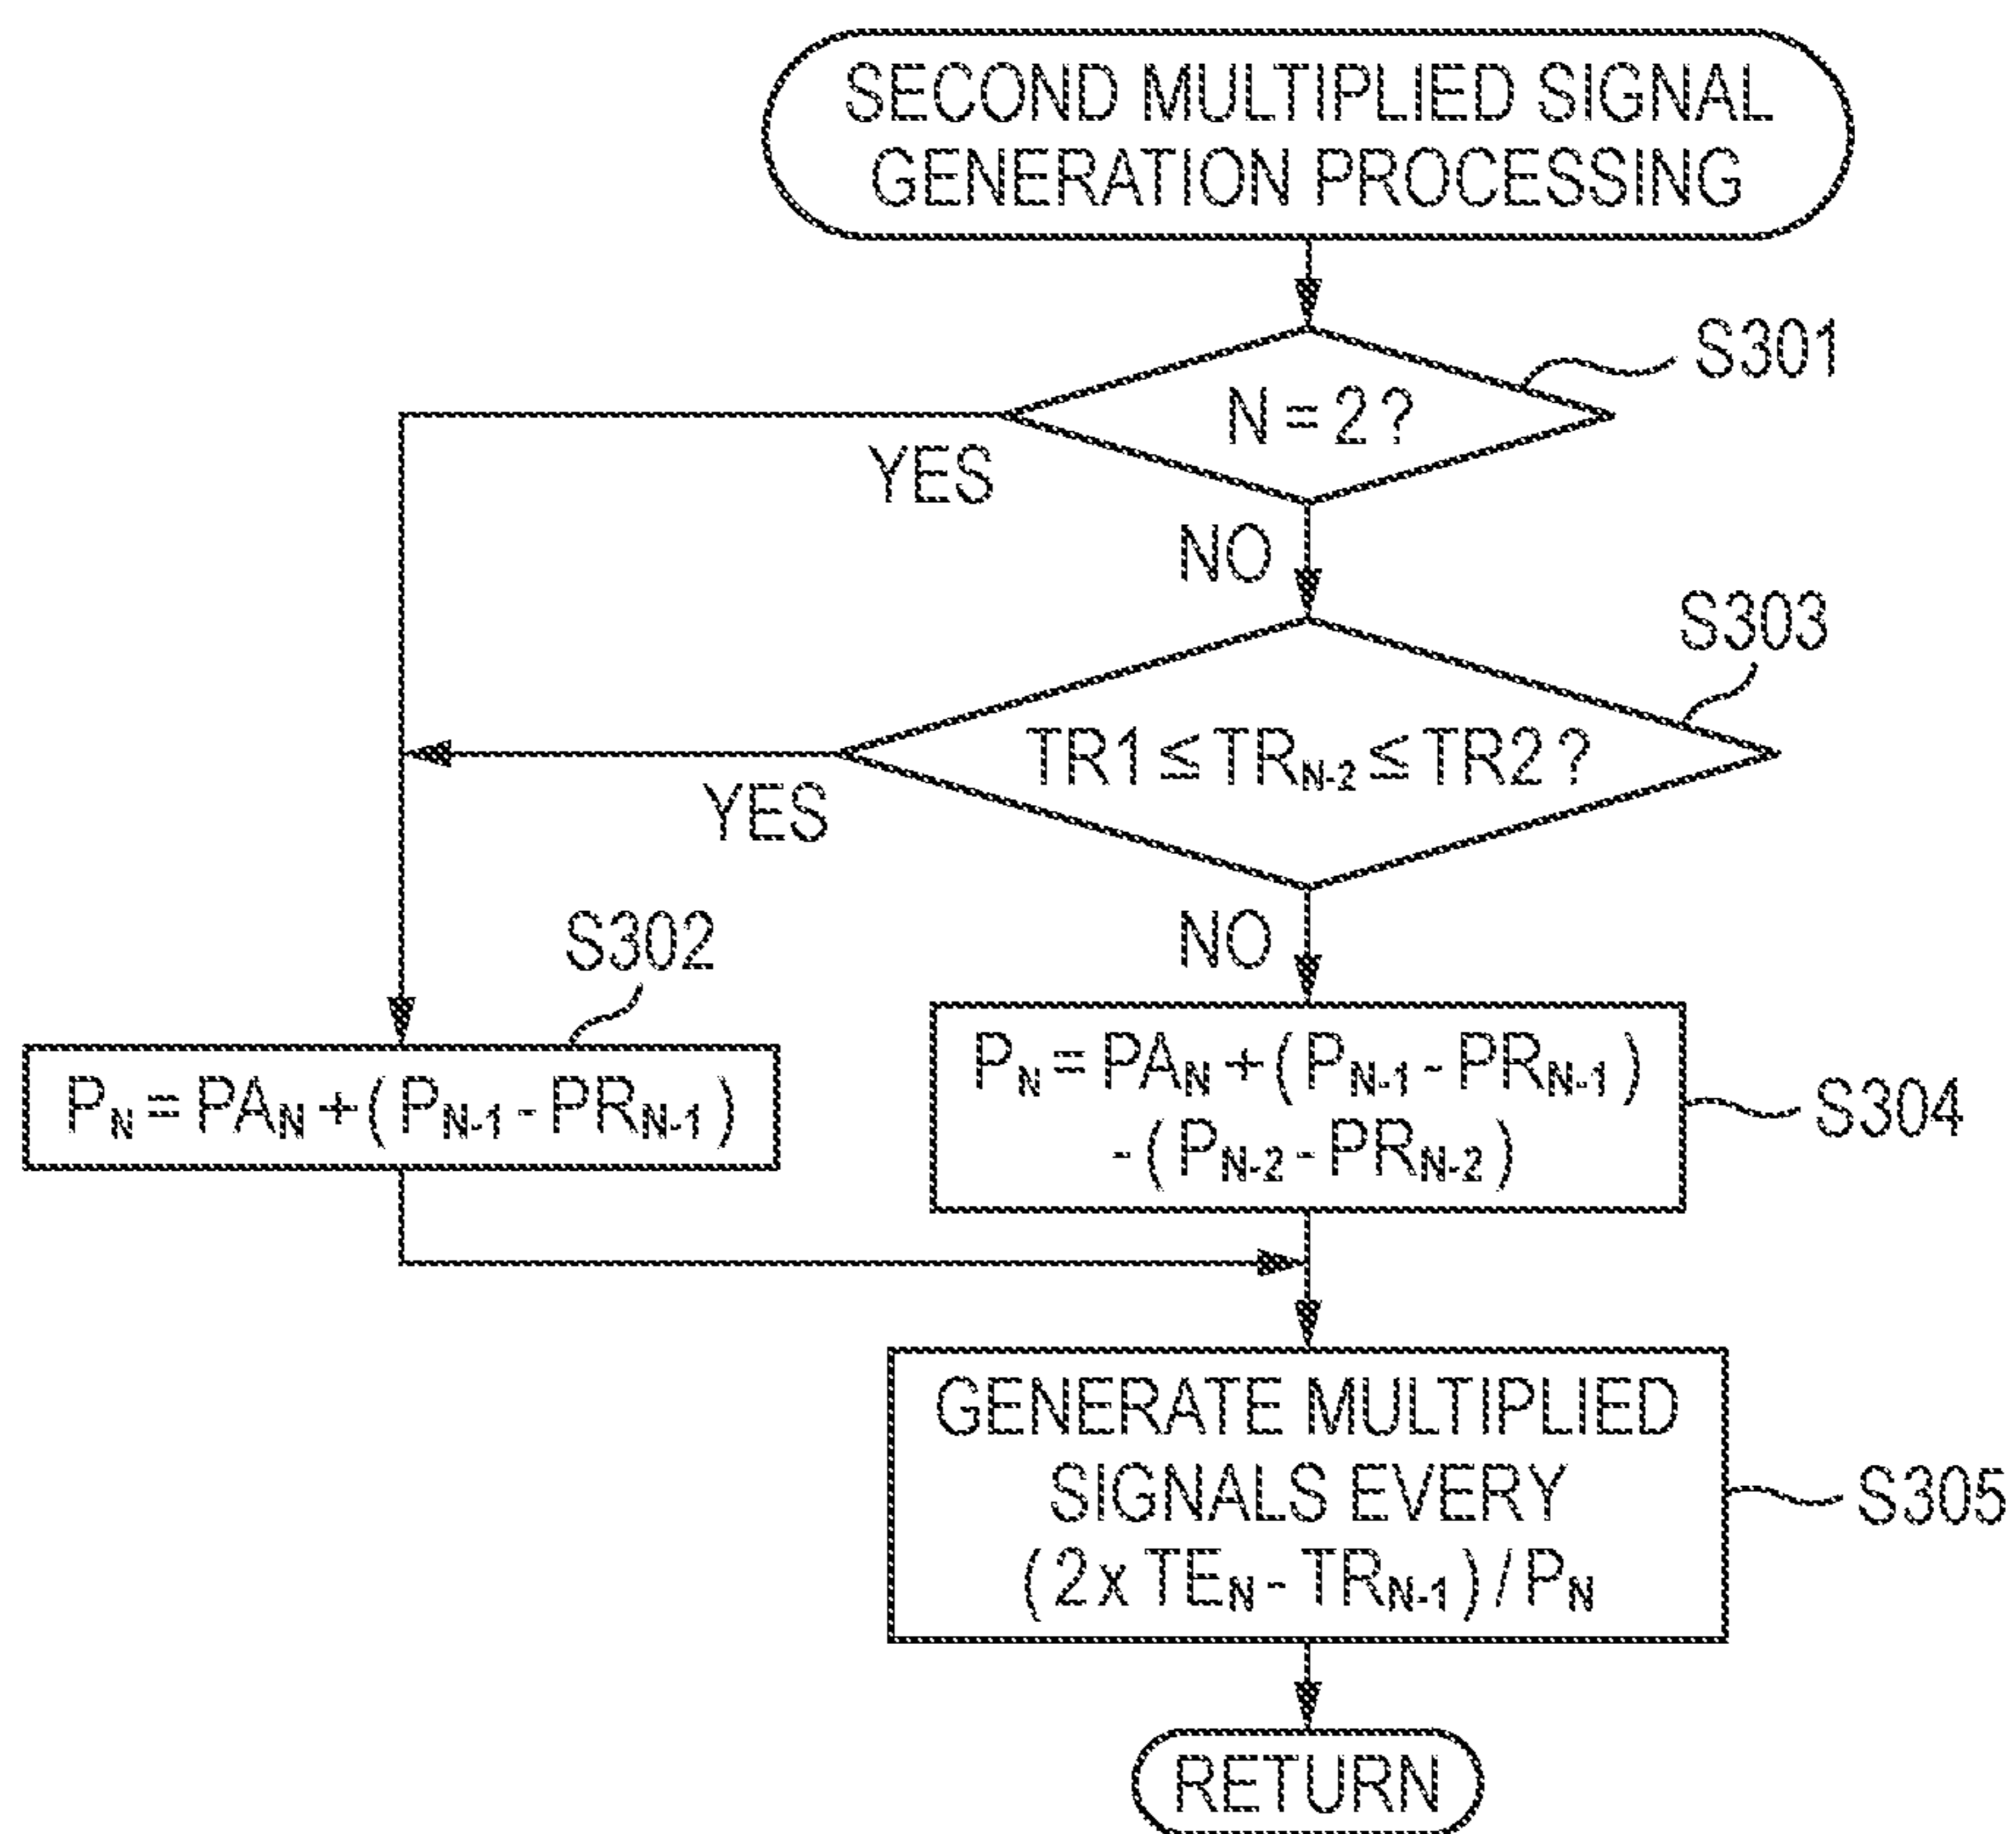 SECOND MULTIPLIED SIGNAL
GENERATION PROCESSING
S301
N = 2 ?
YES
NO
S303
TR1 ≤ TRN-2 ≤ TR2 ?
YES
NO
S302
PN = PAN + ( PN-1 - PRN-1 )
PN = PAN + ( PN-1 - PRN-1 )
- ( PN-2 - PRN-2 )
S304
GENERATE MULTIPLIED
SIGNALS EVERY
( 2 x TEN - TRN-1 ) / PN
S305
RETURN